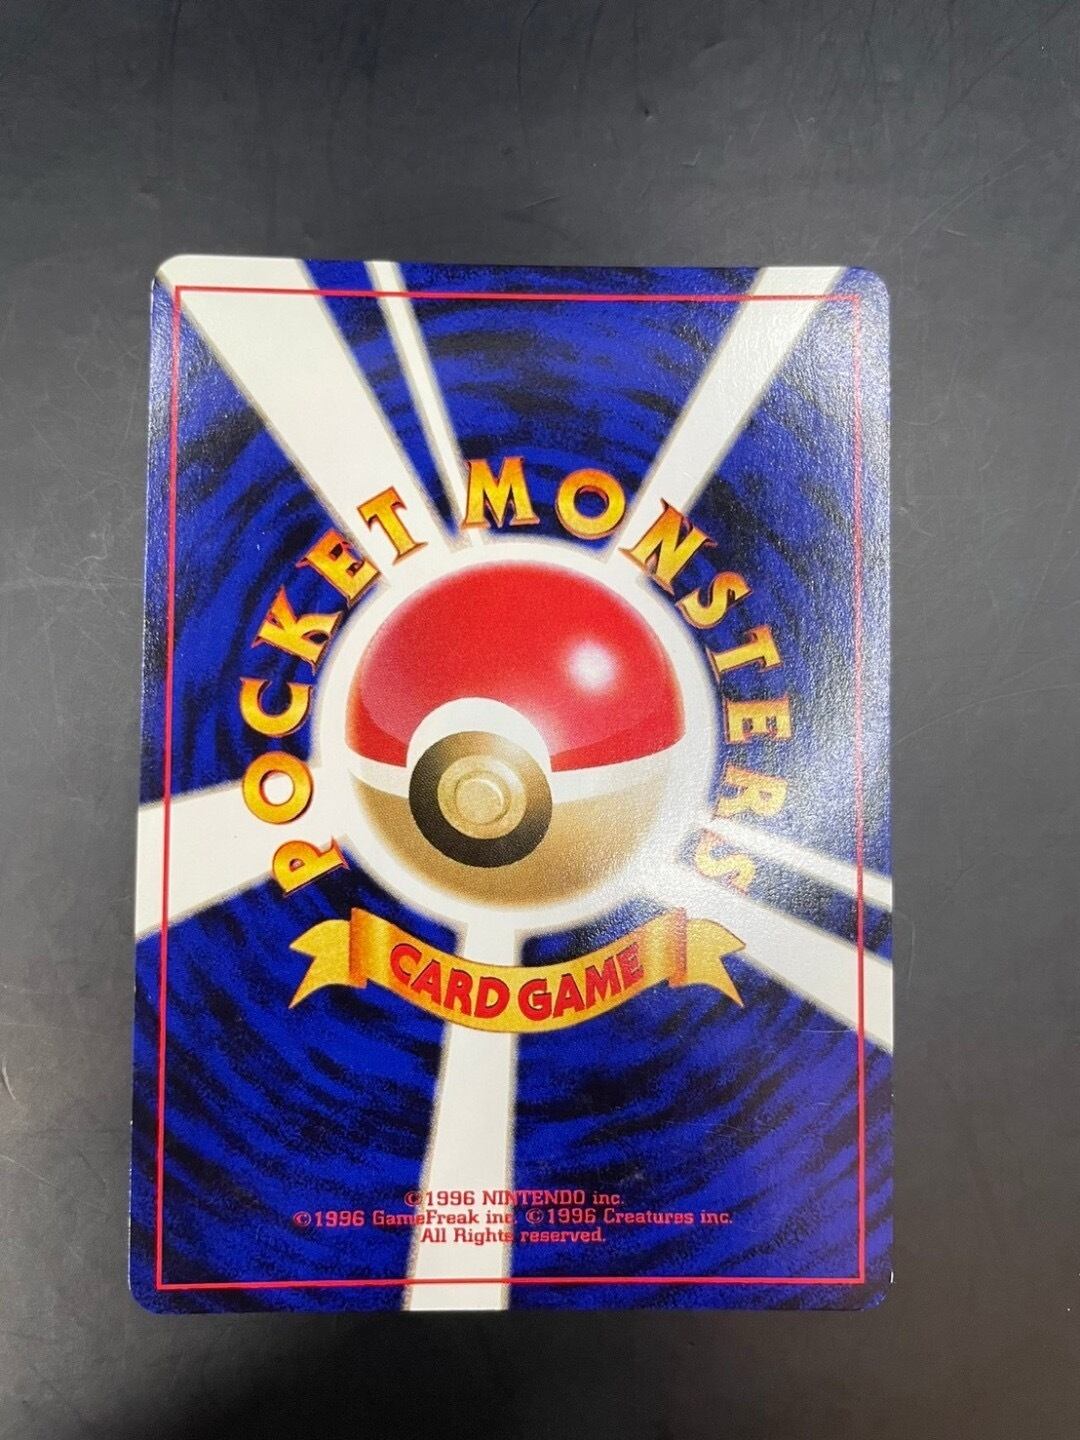 POCKET MONSTERS
CARD GAME
©1996 NINTENDO inc.
©1996 GameFreak inc. ©1996 Creatures inc.
All Rights reserved.